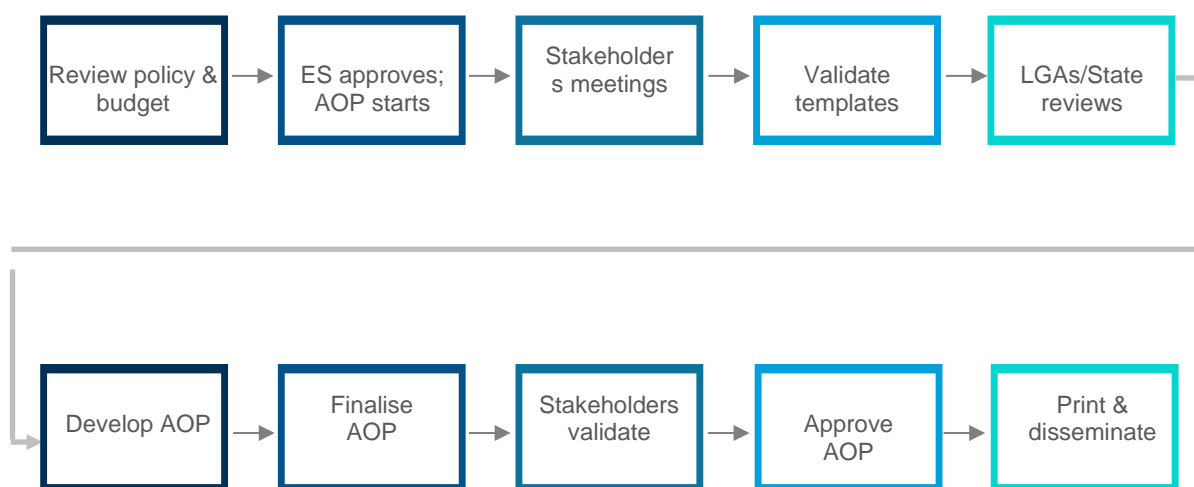 Review policy &
budget
ES approves;
AOP starts
Stakeholder
s meetings
Validate
templates
LGAs/State
reviews
Develop AOP
Finalise
AOP
Stakeholders
validate
Approve
AOP
Print &
disseminate